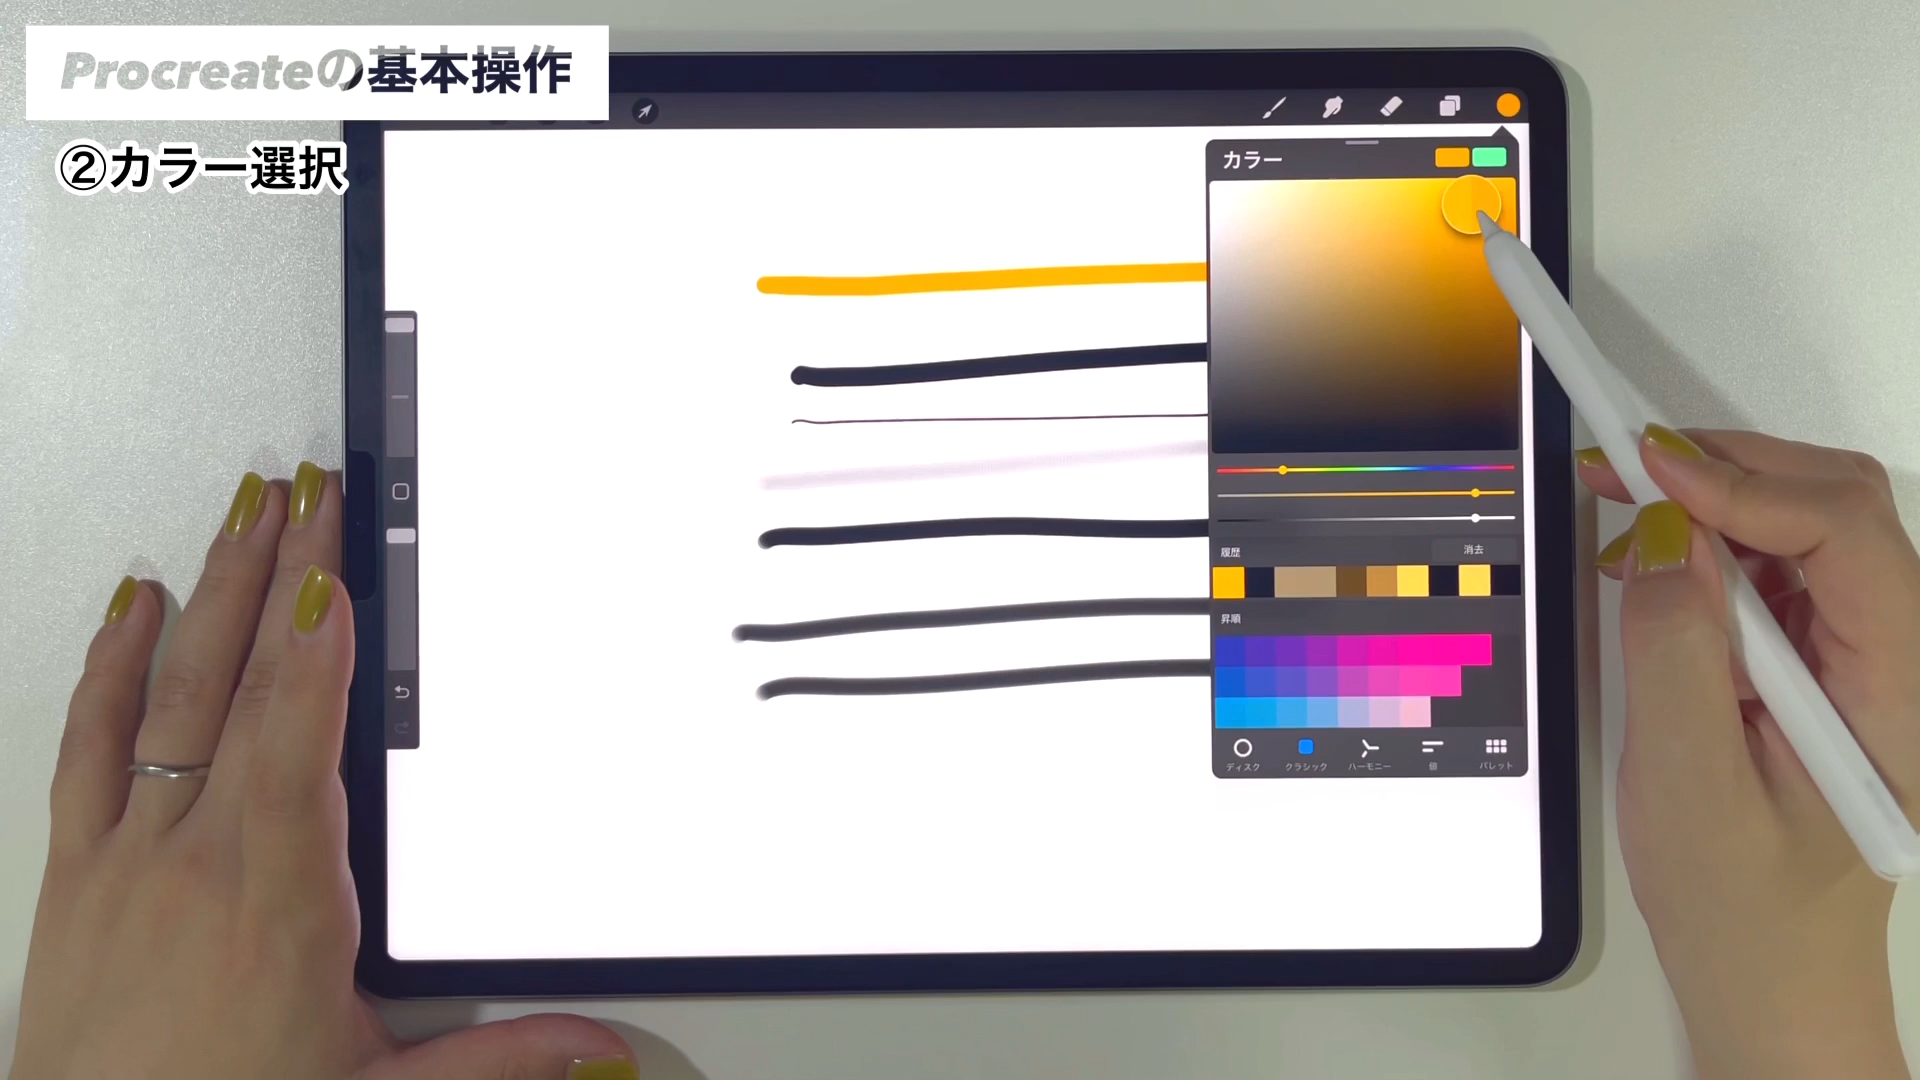 Procreateの基本操作
②カラー選択
カラー
履歴
消去
昇順
ディスク
クラシック
ハーモニー
値
パレット